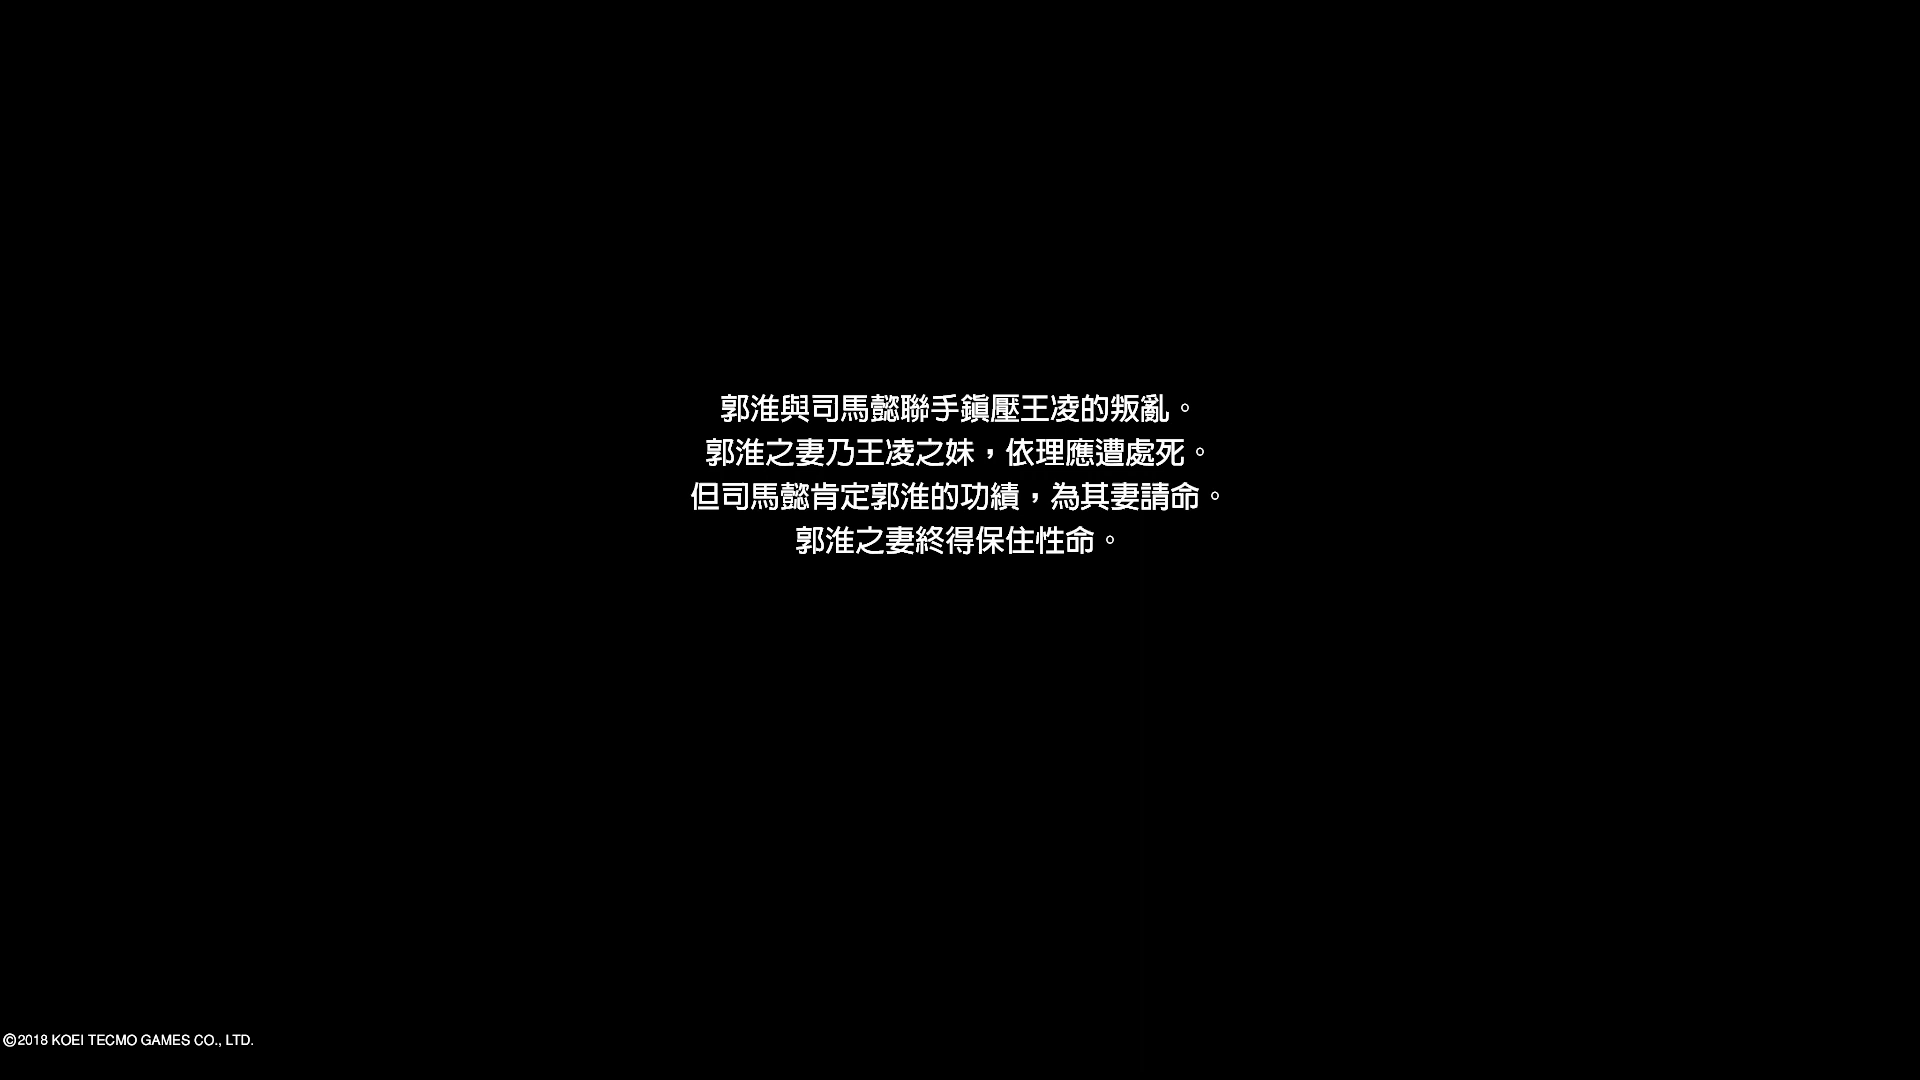 郭淮與司馬懿聯手鎮壓王凌的叛亂。
郭淮之妻乃王凌之妹，依理應遭處死。
但司馬懿肯定郭淮的功績，為其妻請命。
郭淮之妻終得保住性命。
©2018 KOEI TECMO GAMES CO., LTD.